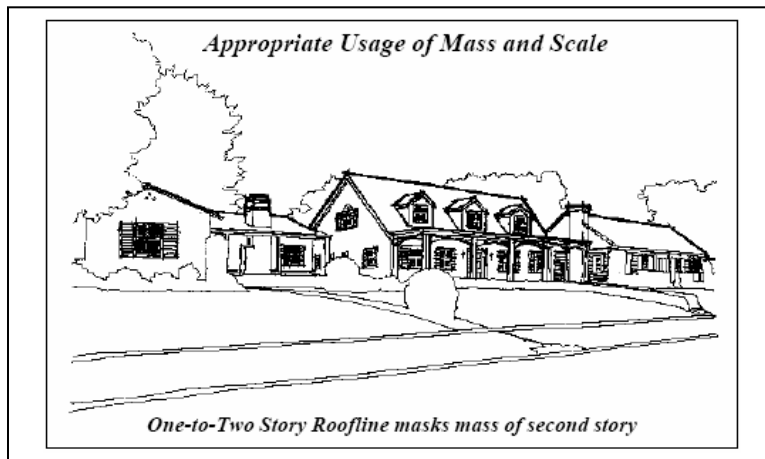 Appropriate Usage of Mass and Scale
One-to-Two Story Roofline masks mass of second story